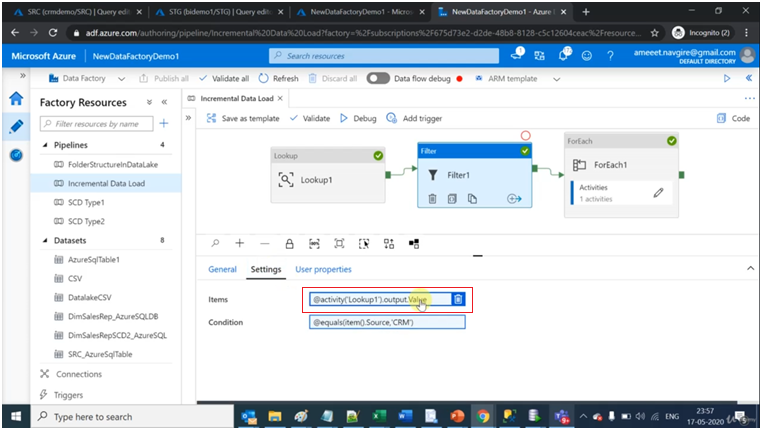 SRC (crmdemo/SRC) | Query edit
STG (bidemo1/STG) | Query edit
NewDataFactoryDemo1 - Microsoft
NewDataFactoryDemo1 - Azure
adf.azure.com/authoring/pipeline/Incremental%20Data%20Load?factory=%2Fsubscriptions%2F675d73e2-d2de-48b8-8128-c5c12604ceac%2Fresource...
Incognito (2)
Microsoft Azure
NewDataFactoryDemo1
Search resources
ameeet.navgire@gmail.com
DEFAULT DIRECTORY
Data Factory
Publish all
Validate all
Refresh
Discard all
Data flow debug
ARM template
Factory Resources
Filter resources by name
Pipelines 4
FolderStructureInDataLake
Incremental Data Load
SCD Type1
SCD Type2
Datasets 8
AzureSqlTable1
CSV
DatalakeCSV
DimSalesRep_AzureSQLDB
DimSalesRepSCD2_AzureSQL
SRC_AzureSqlTable
Connections
Triggers
Incremental Data Load
Save as template
Validate
Debug
Add trigger
Code
Lookup
Lookup1
Filter
Filter1
ForEach
ForEach1
Activities
1 activities
General
Settings
User properties
Items
@activity('Lookup1').output.Value
Condition
@equals(item().Source,'CRM')
Type here to search
ENG
23:57
17-05-2020